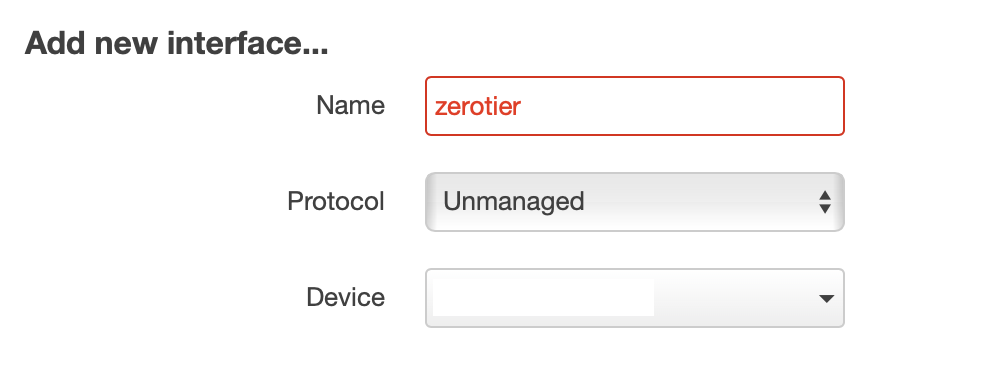 Add new interface...
Name
zerotier
Protocol
Unmanaged
Device